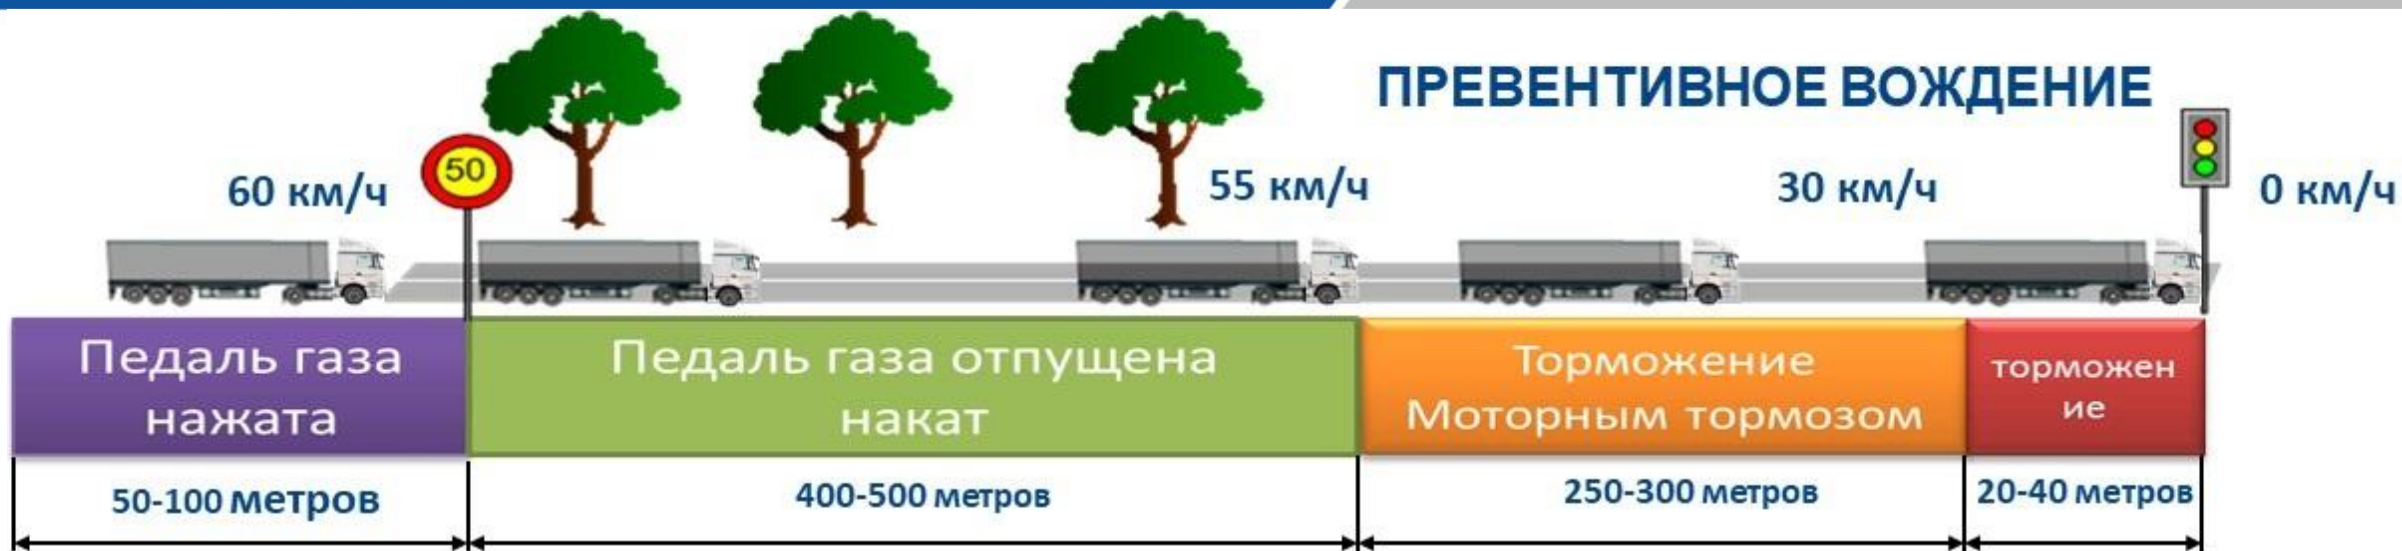 ПРЕВЕНТИВНОЕ ВОЖДЕНИЕ
60 км/ч
50
55 км/ч
30 км/ч
0 км/ч
Педаль газа
нажата
Педаль газа отпущена
накат
Торможение
Моторным тормозом
торможен
ие
50-100 метров
400-500 метров
250-300 метров
20-40 метров